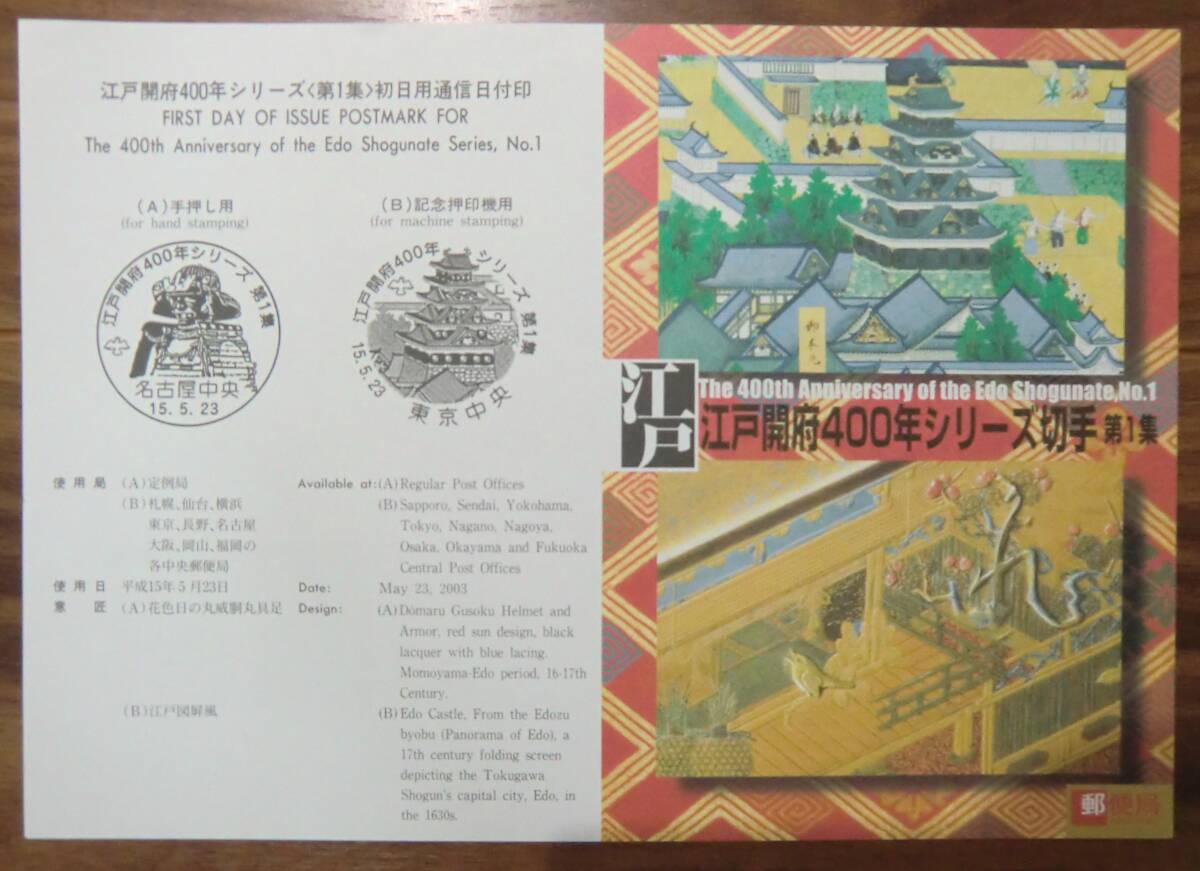 江戸開府400年シリーズ〈第1集〉初日用通信日付印
FIRST DAY OF ISSUE POSTMARK FOR
The 400th Anniversary of the Edo Shogunate Series, No.1
(A)手押し用
(for hand stamping)
(B)記念押印機用
(for machine stamping)
江戸開府400年シリーズ 第1集
名古屋中央
15.5.23
江戸開府400年シリーズ 第1集
15.5.23
東京中央
使用局 (A)定例局
(B)札幌、仙台、横浜
東京、長野、名古屋
大阪、岡山、福岡の
各中央郵便局
使用日 平成15年5月23日
意匠 (A)花色日の丸威胴丸具足
(B)江戸図屏風
Available at:(A)Regular Post Offices
(B)Sapporo, Sendai, Yokohama,
Tokyo, Nagano, Nagoya,
Osaka, Okayama and Fukuoka
Central Post Offices
Date: May 23, 2003
Design: (A)Dōmaru Gusoku Helmet and
Armor, red sun design, black
lacquer with blue lacing.
Momoyama-Edo period, 16-17th
Century.
(B)Edo Castle, From the Edozu
byobu (Panorama of Edo), a
17th century folding screen
depicting the Tokugawa
Shogun's capital city, Edo, in
the 1630s.
御本丸
江戸
The 400th Anniversary of the Edo Shogunate,No.1
江戸開府400年シリーズ切手 第1集
郵便局